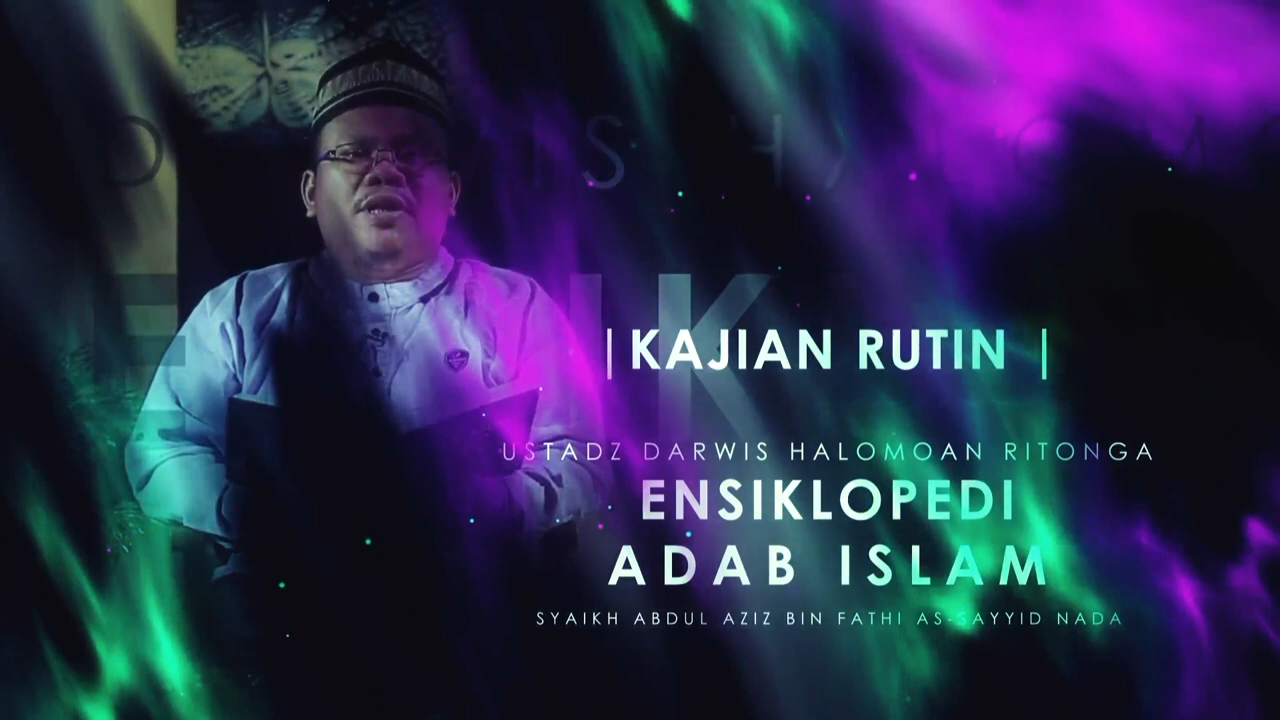 | KAJIAN RUTIN |
USTADZ DARWIS HALOMOAN RITONGA
ENSIKLOPEDI
ADAB ISLAM
SYAIKH ABDUL AZIZ BIN FATHI AS-SAYYID NADA